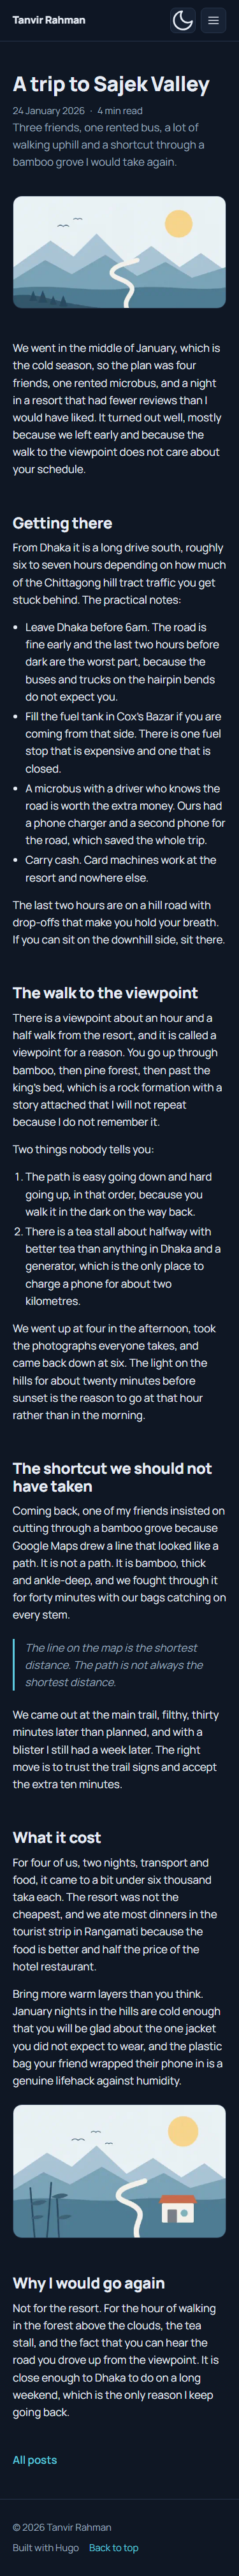 Tanvir Rahman
A trip to Sajek Valley
24 January 2026 · 4 min read
Three friends, one rented bus, a lot of
walking uphill and a shortcut through a
bamboo grove I would take again.
We went in the middle of January, which is
the cold season, so the plan was four
friends, one rented microbus, and a night
in a resort that had fewer reviews than I
would have liked. It turned out well, mostly
because we left early and because the
walk to the viewpoint does not care about
your schedule.
Getting there
From Dhaka it is a long drive south, roughly
six to seven hours depending on how much
of the Chittagong hill tract traffic you get
stuck behind. The practical notes:
• Leave Dhaka before 6am. The road is
fine early and the last two hours before
dark are the worst part, because the
buses and trucks on the hairpin bends
do not expect you.
• Fill the fuel tank in Cox's Bazar if you are
coming from that side. There is one fuel
stop that is expensive and one that is
closed.
• A microbus with a driver who knows the
road is worth the extra money. Ours had
a phone charger and a second phone for
the road, which saved the whole trip.
• Carry cash. Card machines work at the
resort and nowhere else.
The last two hours are on a hill road with
drop-offs that make you hold your breath.
If you can sit on the downhill side, sit there.
The walk to the viewpoint
There is a viewpoint about an hour and a
half walk from the resort, and it is called a
viewpoint for a reason. You go up through
bamboo, then pine forest, then past the
king's bed, which is a rock formation with a
story attached that I will not repeat
because I do not remember it.
Two things nobody tells you:
1. The path is easy going down and hard
going up, in that order, because you
walk it in the dark on the way back.
2. There is a tea stall about halfway with
better tea than anything in Dhaka and a
generator, which is the only place to
charge a phone for about two
kilometres.
We went up at four in the afternoon, took
the photographs everyone takes, and
came back down at six. The light on the
hills for about twenty minutes before
sunset is the reason to go at that hour
rather than in the morning.
The shortcut we should not
have taken
Coming back, one of my friends insisted on
cutting through a bamboo grove because
Google Maps drew a line that looked like a
path. It is not a path. It is bamboo, thick
and ankle-deep, and we fought through it
for forty minutes with our bags catching on
every stem.
The line on the map is the shortest
distance. The path is not always the
shortest distance.
We came out at the main trail, filthy, thirty
minutes later than planned, and with a
blister I still had a week later. The right
move is to trust the trail signs and accept
the extra ten minutes.
What it cost
For four of us, two nights, transport and
food, it came to a bit under six thousand
taka each. The resort was not the
cheapest, and we ate most dinners in the
tourist strip in Rangamati because the
food is better and half the price of the
hotel restaurant.
Bring more warm layers than you think.
January nights in the hills are cold enough
that you will be glad about the one jacket
you did not expect to wear, and the plastic
bag your friend wrapped their phone in is a
genuine lifehack against humidity.
Why I would go again
Not for the resort. For the hour of walking
in the forest above the clouds, the tea
stall, and the fact that you can hear the
road you drove up from the viewpoint. It is
close enough to Dhaka to do on a long
weekend, which is the only reason I keep
going back.
All posts
© 2026 Tanvir Rahman
Built with Hugo Back to top